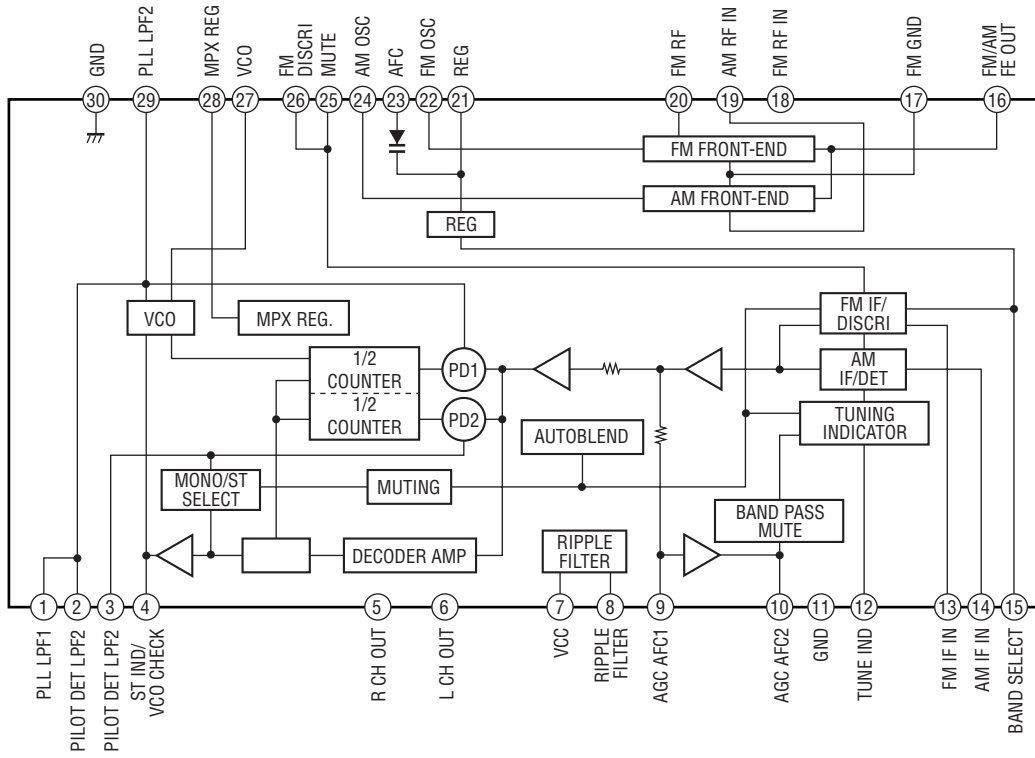 GND
PLL LPF2
MPX REG
VCO
FM
DISCRI
MUTE
AM OSC
AFC
FM OSC
REG
FM RF
AM RF IN
FM RF IN
FM GND
FM/AM
FE OUT
30
29
28
27
26
25
24
23
22
21
20
19
18
17
16
FM FRONT-END
AM FRONT-END
REG
VCO
MPX REG.
FM IF/
DISCRI
1/2
COUNTER
1/2
COUNTER
PD1
PD2
AM
IF/DET
TUNING
INDICATOR
AUTOBLEND
MONO/ST
SELECT
MUTING
BAND PASS
MUTE
DECODER AMP
RIPPLE
FILTER
1
2
3
4
5
6
7
8
9
10
11
12
13
14
15
PLL LPF1
PILOT DET LPF2
PILOT DET LPF2
ST IND/
VCO CHECK
R CH OUT
L CH OUT
VCC
RIPPLE
FILTER
AGC AFC1
AGC AFC2
GND
TUNE IND
FM IF IN
AM IF IN
BAND SELECT